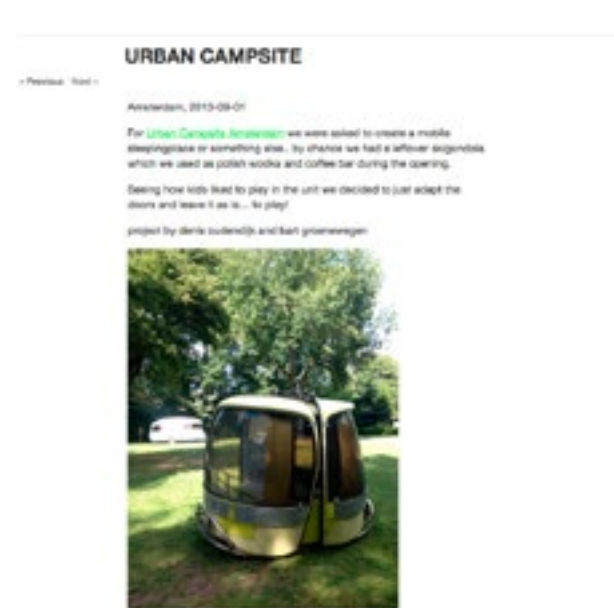 URBAN CAMPSITE
« Previous Next »
Amsterdam, 2013-09-01
For Urban Campsite Amsterdam we were asked to create a mobile
sleepingplace or something else.. by chance we had a leftover skigondola
which we used as polish wodka and coffee bar during the opening.
Seeing how kids liked to play in the unit we decided to just adapt the
doors and leave it as is... to play!
project by denis oudendijk and bart groenewegen